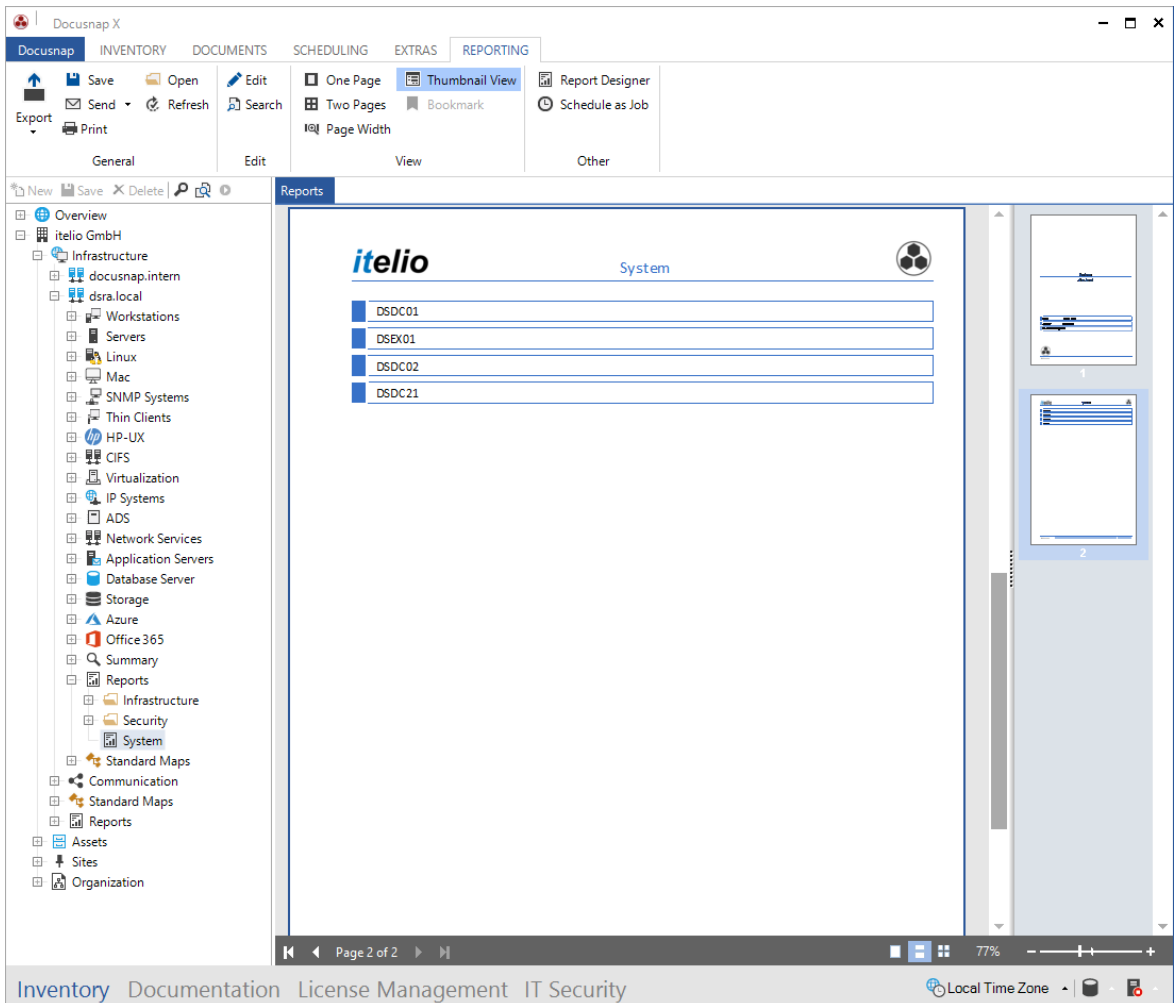 Docusnap X
Docusnap INVENTORY DOCUMENTS SCHEDULING EXTRAS REPORTING
Export
Save Open
Send Refresh
Print
General
Edit
Search
Edit
One Page Thumbnail View
Two Pages Bookmark
Page Width
View
Report Designer
Schedule as Job
Other
New Save Delete
Overview
itelio GmbH
Infrastructure
docusnap.intern
dsra.local
Workstations
Servers
Linux
Mac
SNMP Systems
Thin Clients
HP-UX
CIFS
Virtualization
IP Systems
ADS
Network Services
Application Servers
Database Server
Storage
Azure
Office 365
Summary
Reports
Infrastructure
Security
System
Standard Maps
Communication
Standard Maps
Reports
Assets
Sites
Organization
Reports
itelio System
DSDC01
DSEX01
DSDC02
DSDC21
1
2
Page 2 of 2 77%
Inventory Documentation License Management IT Security Local Time Zone